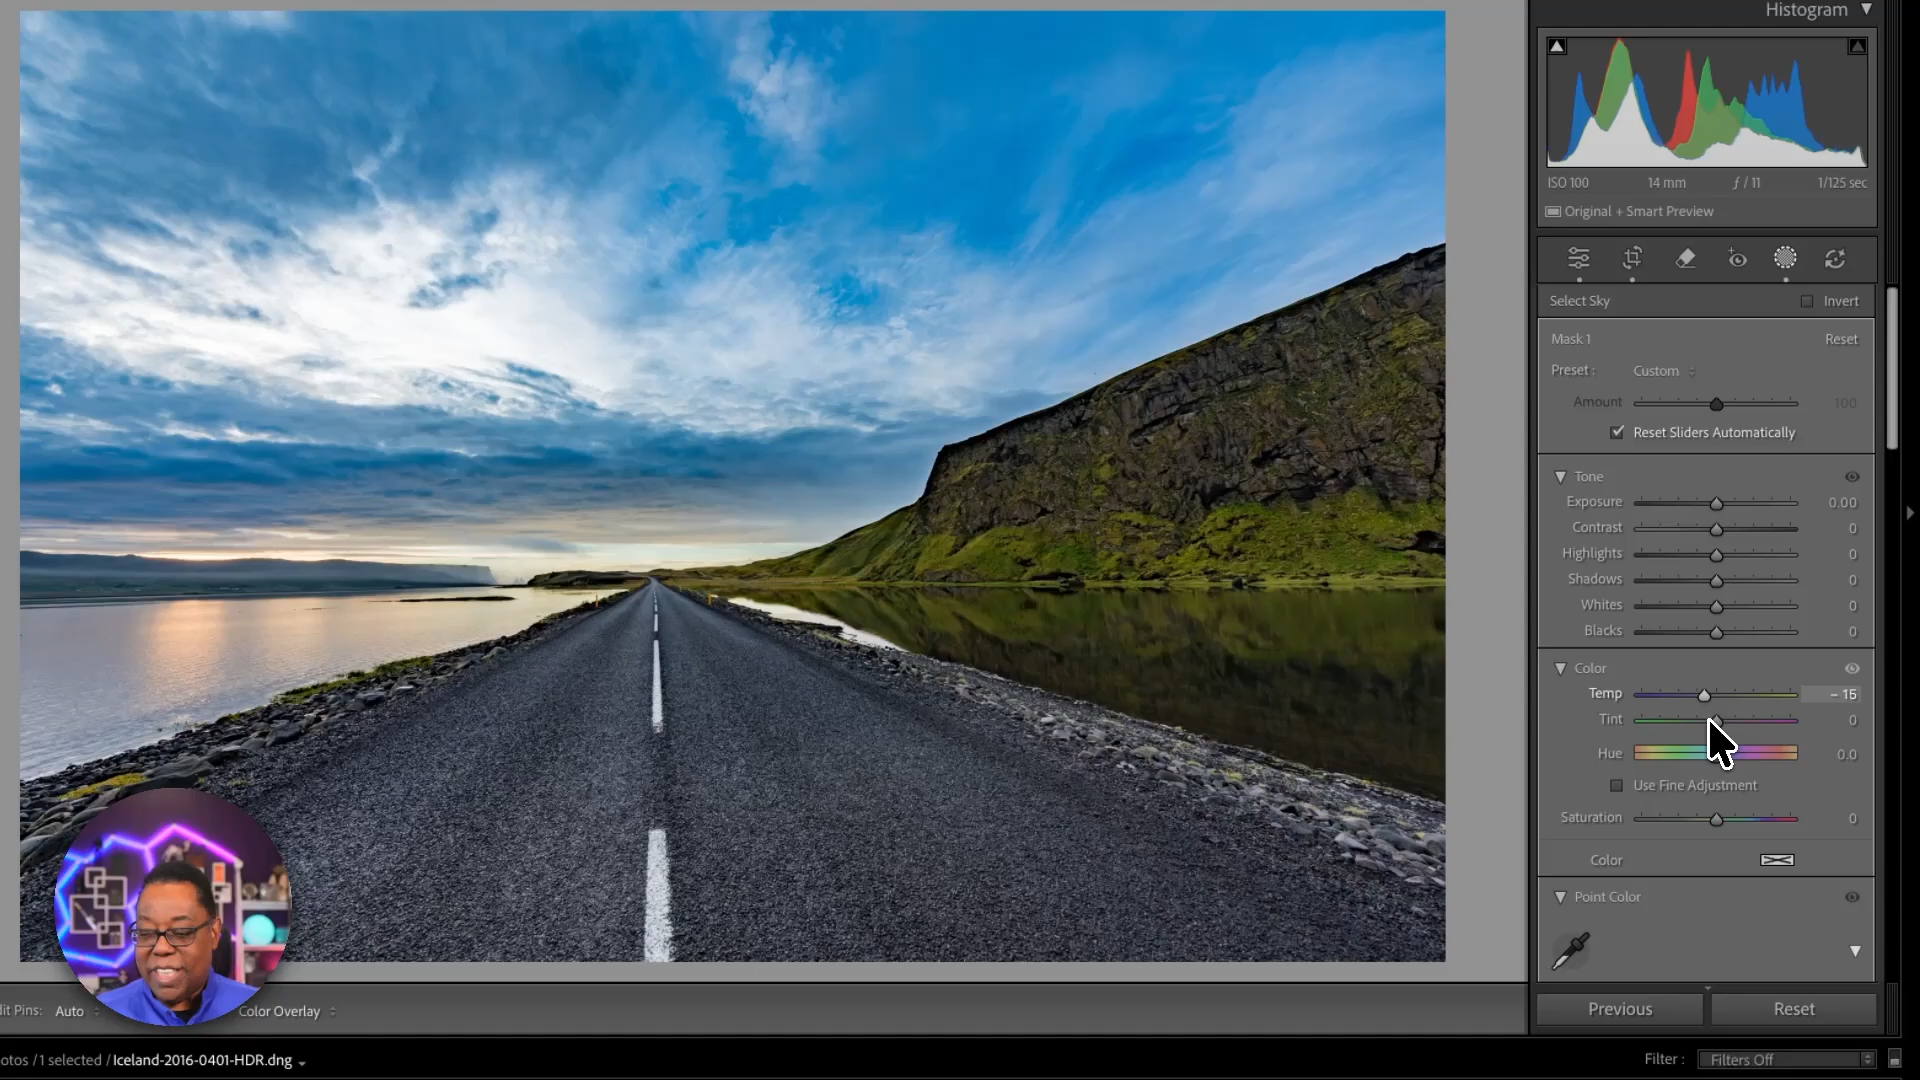 Histogram
ISO 100 14 mm ƒ / 11 1/125 sec
Original + Smart Preview
Select Sky Invert
Mask 1 Reset
Preset : Custom
Amount 100
Reset Sliders Automatically
Tone
Exposure 0.00
Contrast 0
Highlights 0
Shadows 0
Whites 0
Blacks 0
Color
Temp – 15
Tint 0
Hue 0.0
Use Fine Adjustment
Saturation 0
Color
Point Color
Previous Reset
dit Pins: Auto Color Overlay
otos / 1 selected / Iceland-2016-0401-HDR.dng
Filter : Filters Off